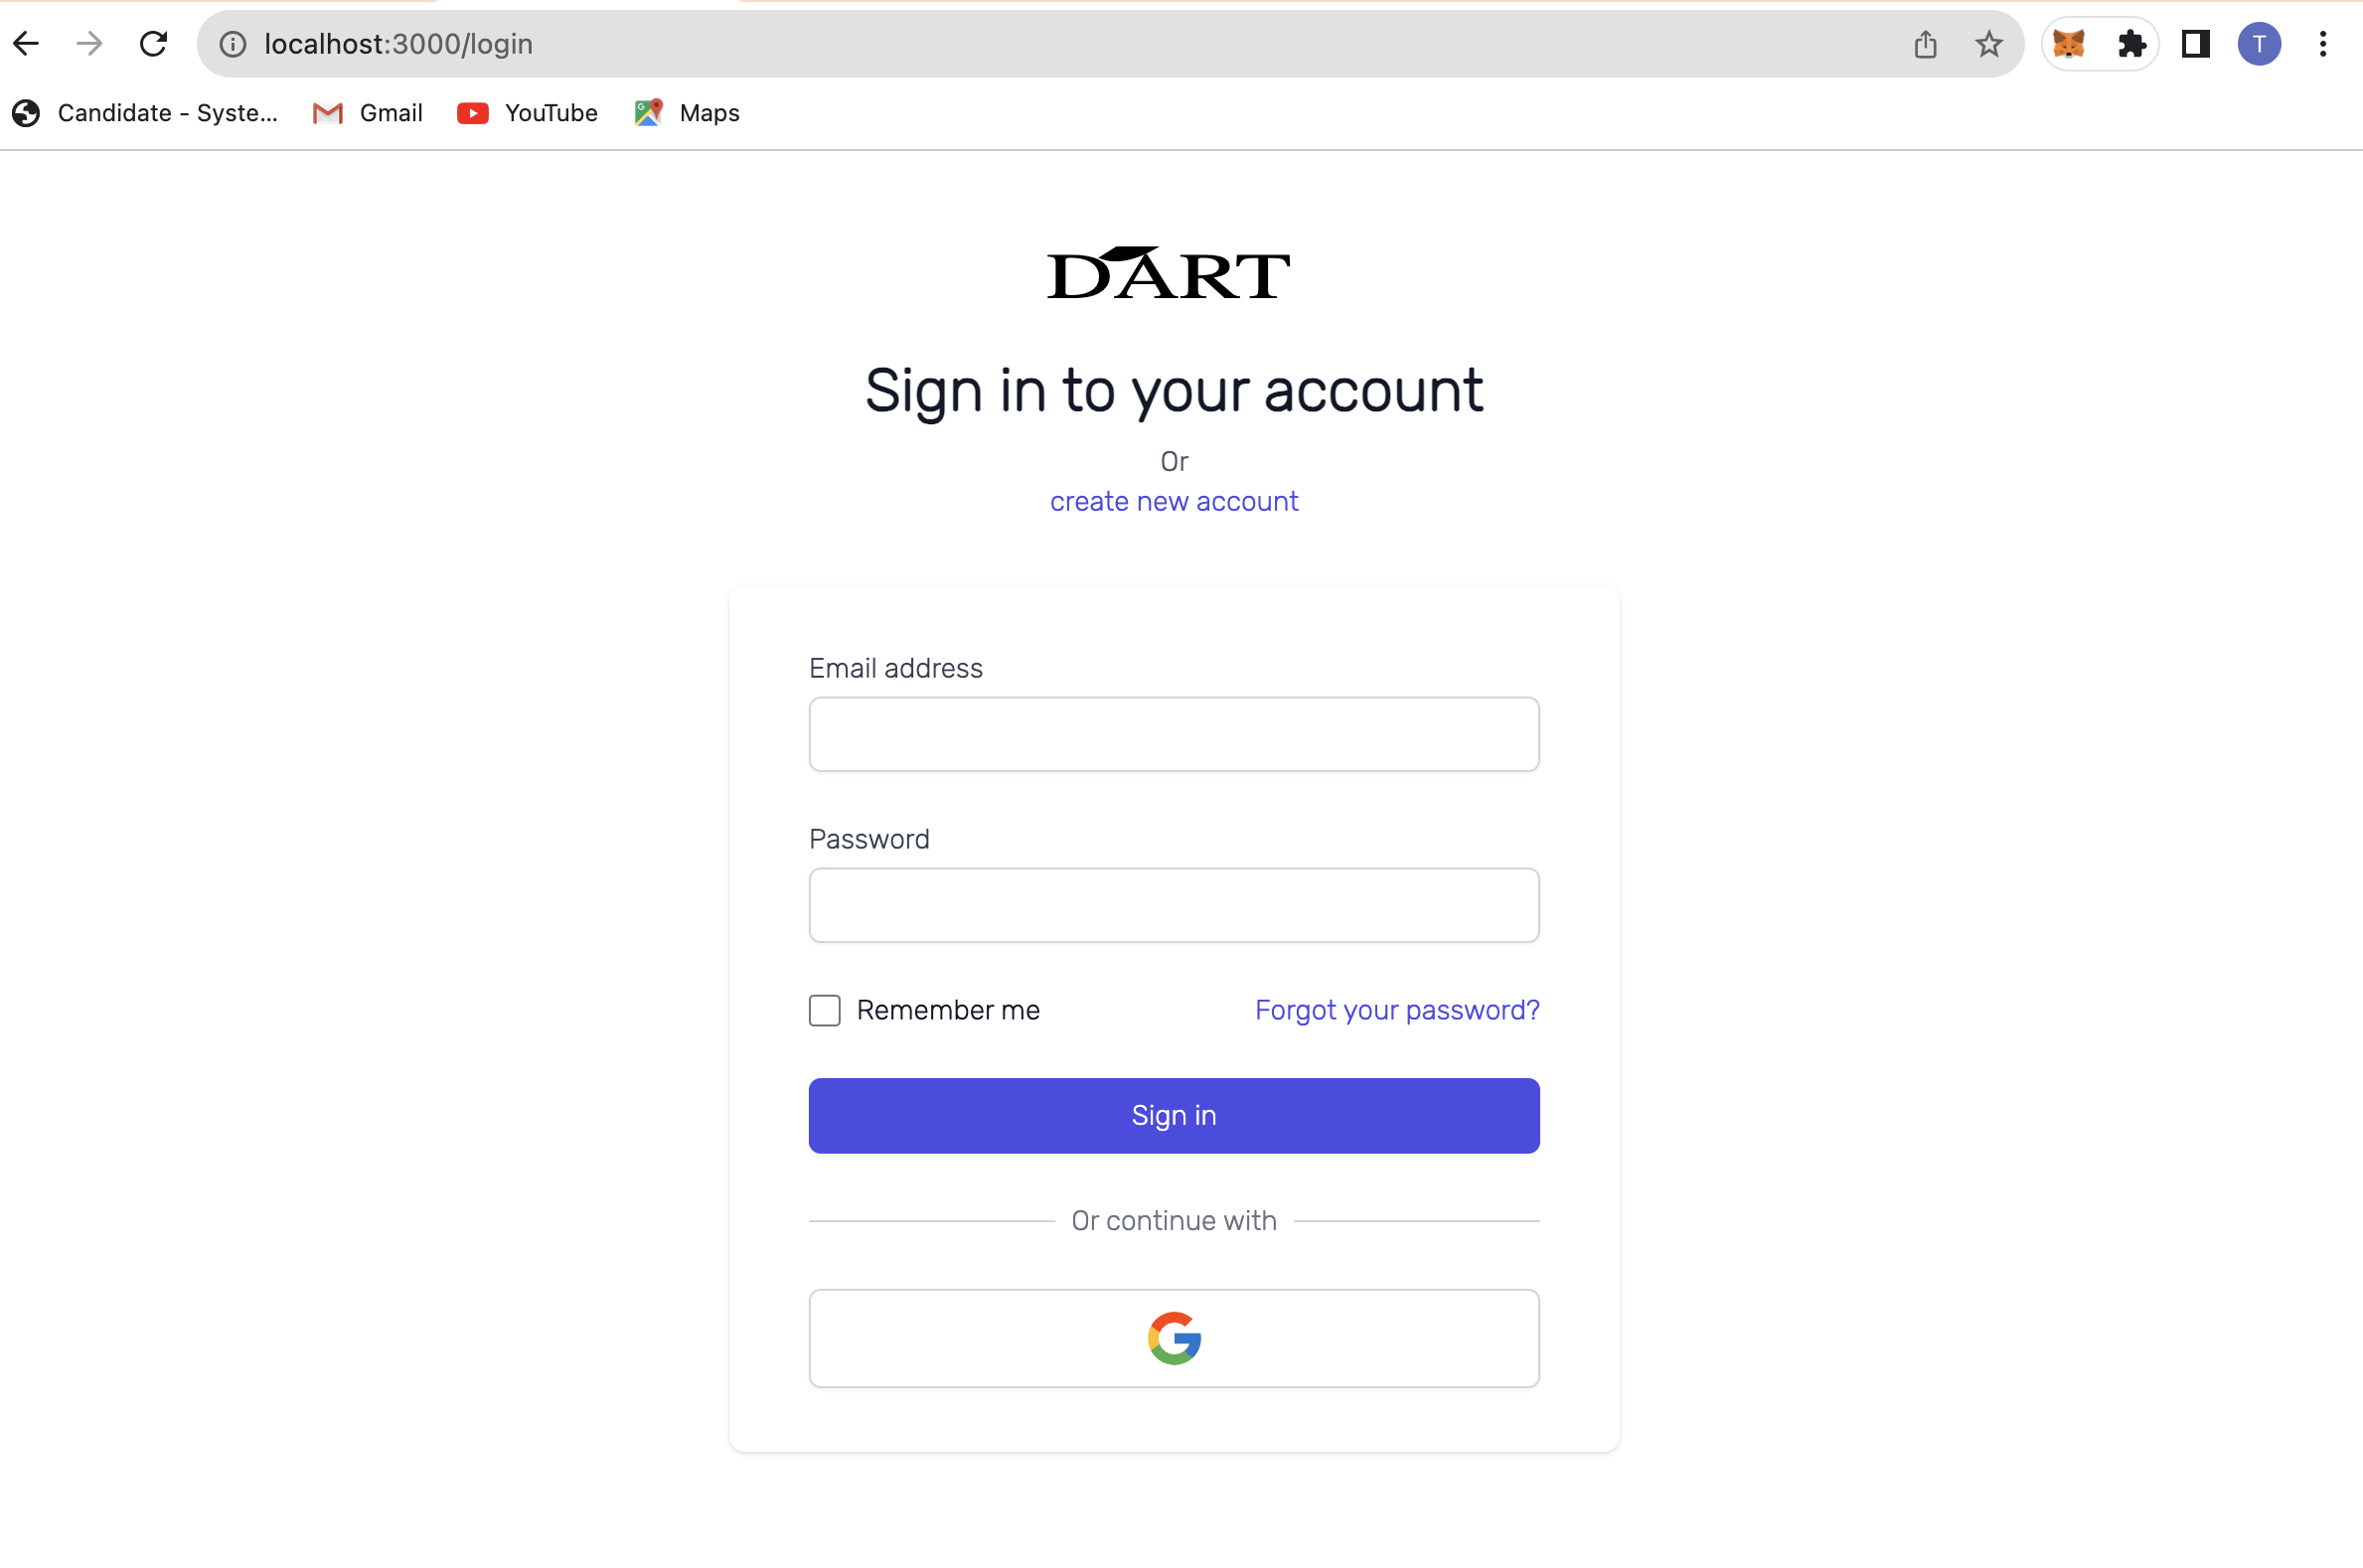 localhost:3000/login
T
Candidate - Syste... Gmail YouTube Maps
DART
Sign in to your account
Or
create new account
Email address
Password
Remember me Forgot your password?
Sign in
Or continue with
G